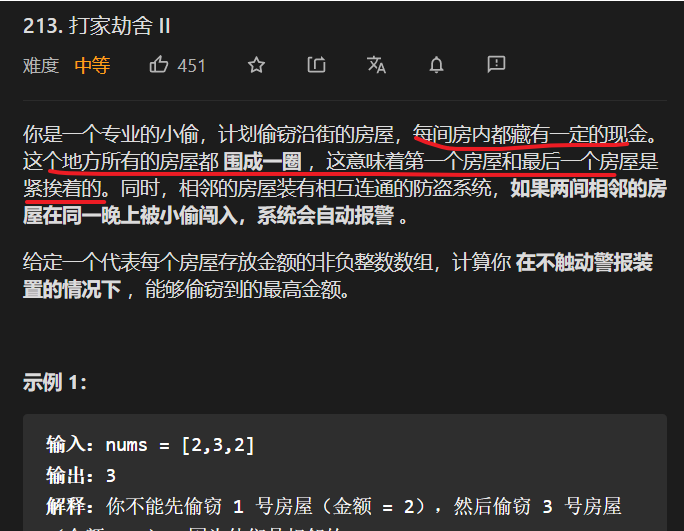 213. 打家劫舍 II
难度 中等 451
你是一个专业的小偷，计划偷窃沿街的房屋，每间房内都藏有一定的现金。
这个地方所有的房屋都 围成一圈 ，这意味着第一个房屋和最后一个房屋是
紧挨着的。同时，相邻的房屋装有相互连通的防盗系统，如果两间相邻的房
屋在同一晚上被小偷闯入，系统会自动报警 。
给定一个代表每个房屋存放金额的非负整数数组，计算你 在不触动警报装
置的情况下 ，能够偷窃到的最高金额。
示例 1：
输入：nums = [2,3,2]
输出：3
解释：你不能先偷窃 1 号房屋（金额 = 2），然后偷窃 3 号房屋